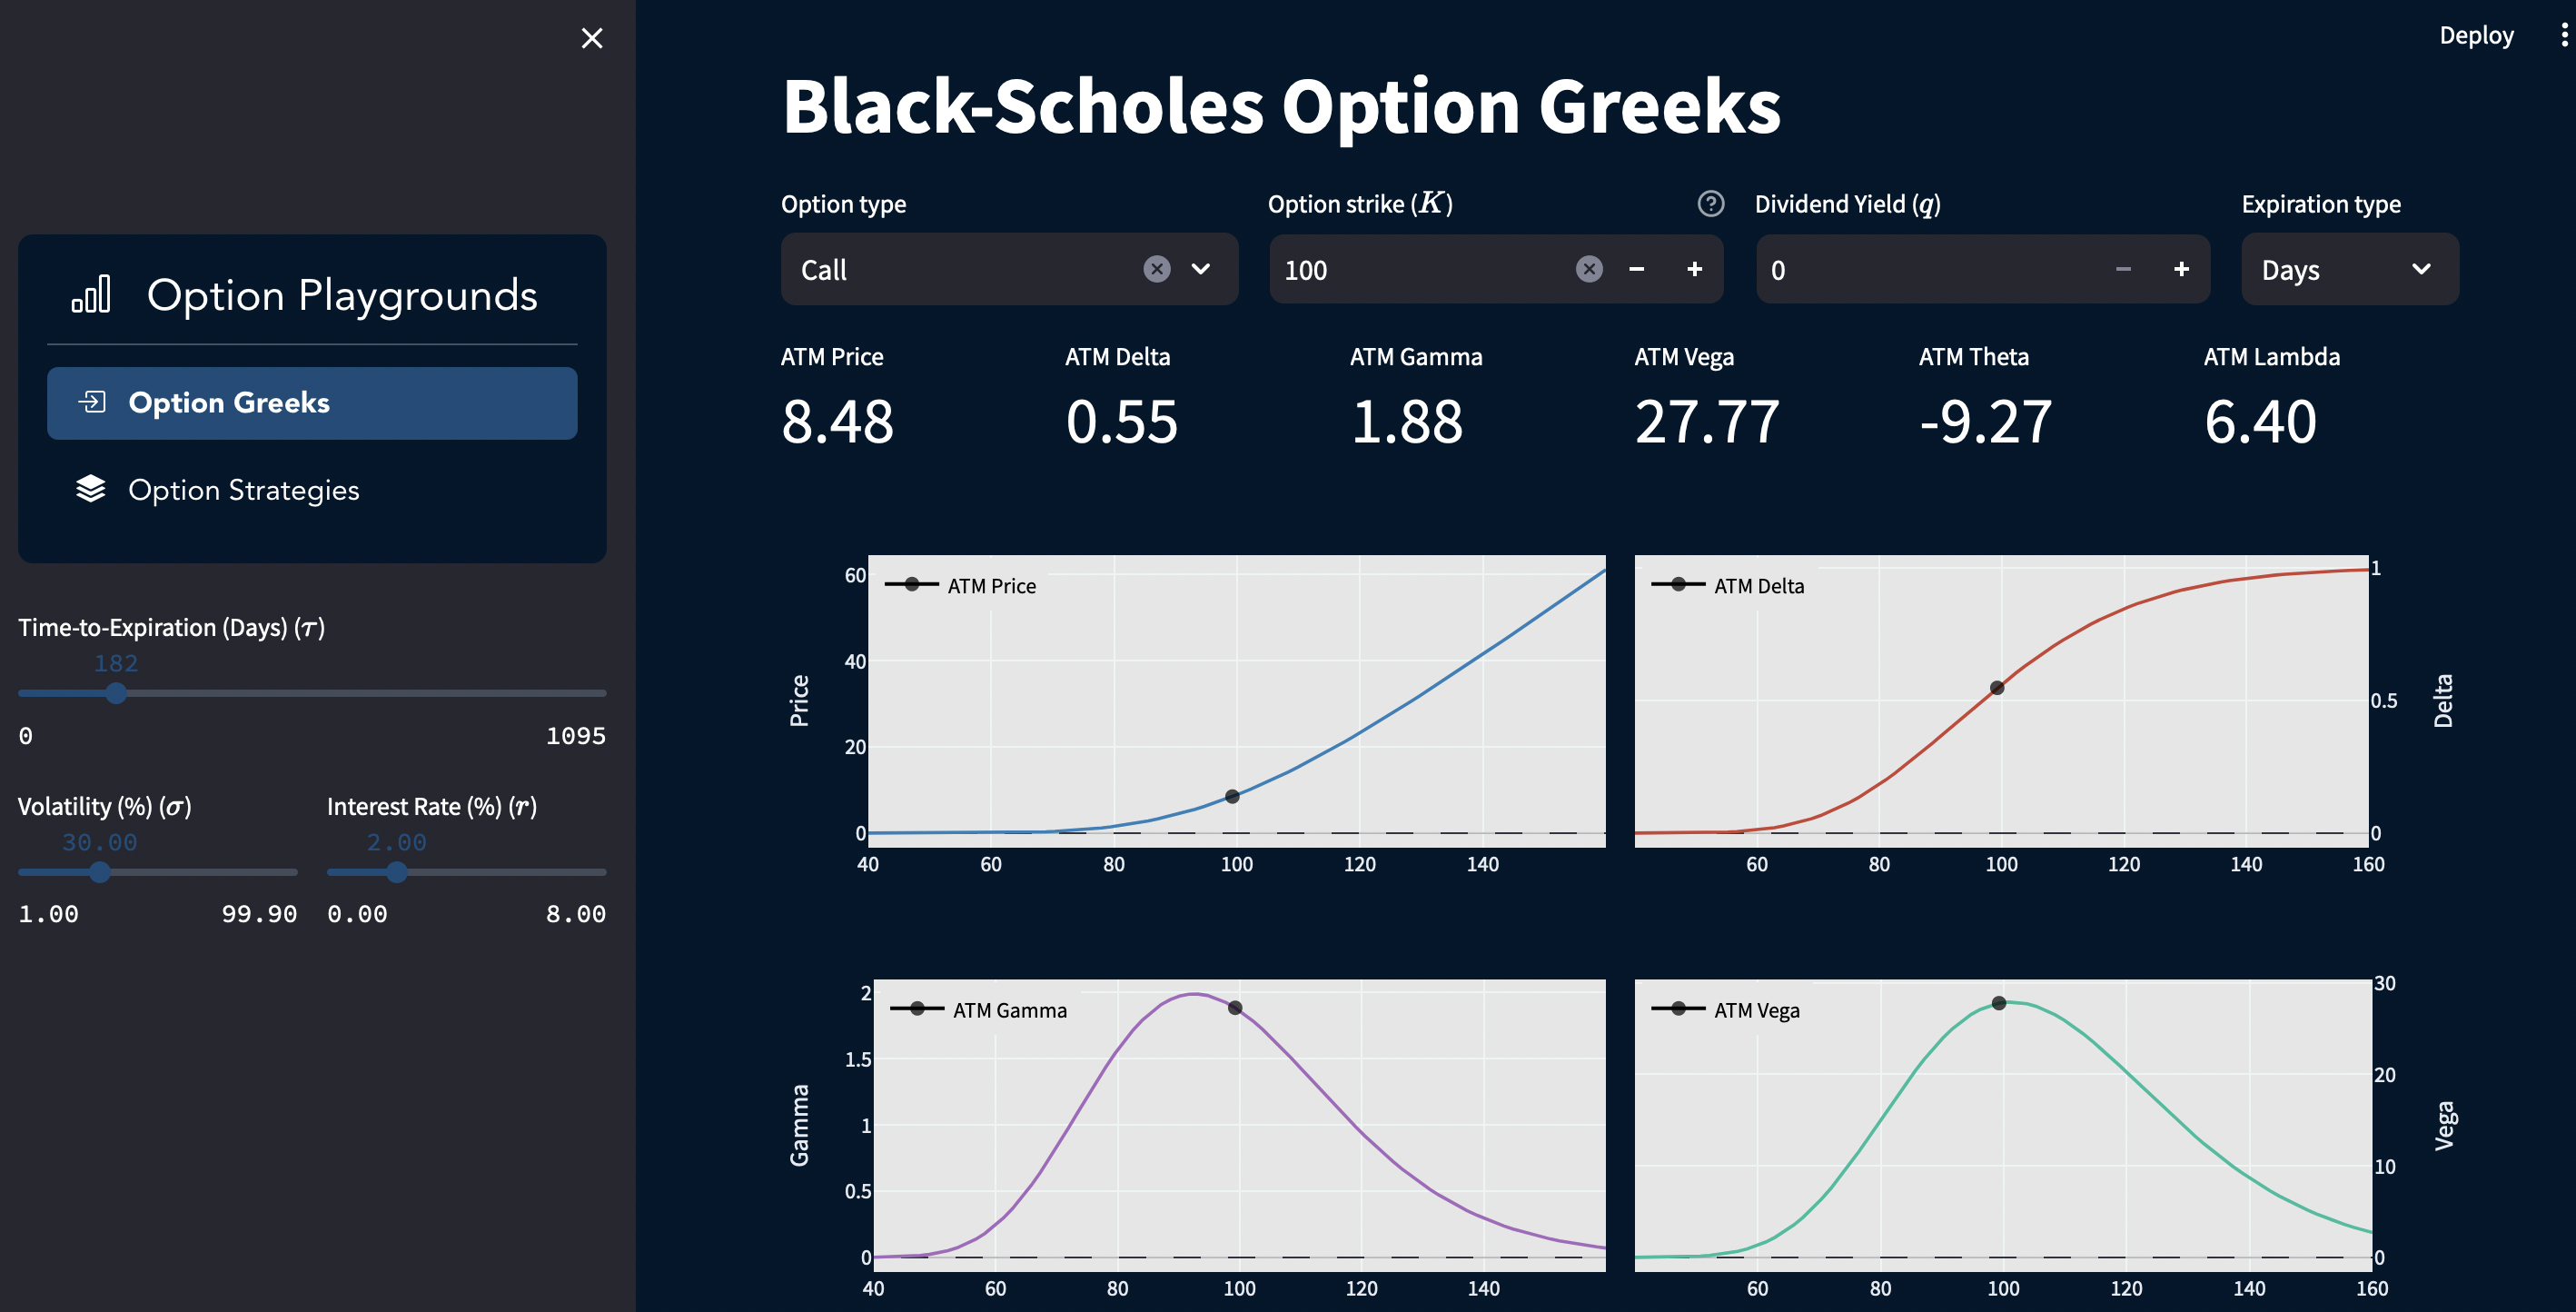 Deploy
Option Playgrounds
Option Greeks
Option Strategies
Time-to-Expiration (Days) (τ)
182
0 1095
Volatility (%) (σ) Interest Rate (%) (r)
30.00 2.00
1.00 99.90 0.00 8.00
Black-Scholes Option Greeks
Option type Option strike (K) Dividend Yield (q) Expiration type
Call 100 0 Days
ATM Price ATM Delta ATM Gamma ATM Vega ATM Theta ATM Lambda
8.48 0.55 1.88 27.77 -9.27 6.40
ATM Price
Price
60
40
20
0
40 60 80 100 120 140
ATM Delta
1
0.5
0
Delta
60 80 100 120 140 160
ATM Gamma
Gamma
2
1.5
1
0.5
0
40 60 80 100 120 140
ATM Vega
30
20
10
0
Vega
60 80 100 120 140 160